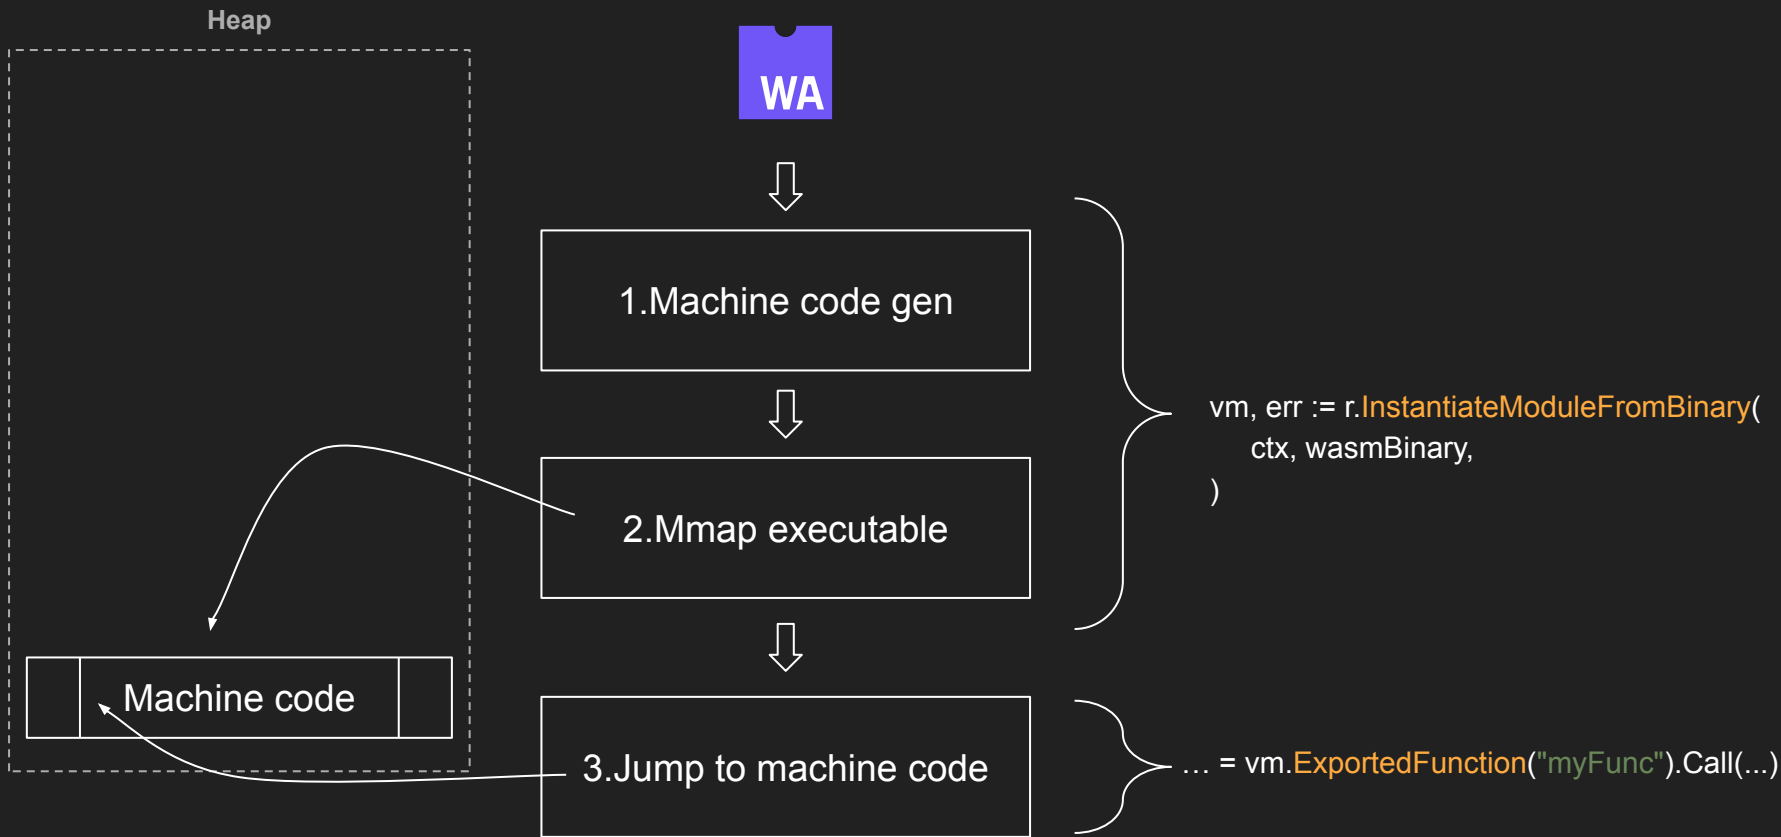 Heap
WA
1.Machine code gen
vm, err := r.InstantiateModuleFromBinary(
ctx, wasmBinary,
)
2.Mmap executable
Machine code
3.Jump to machine code
… = vm.ExportedFunction("myFunc").Call(...)